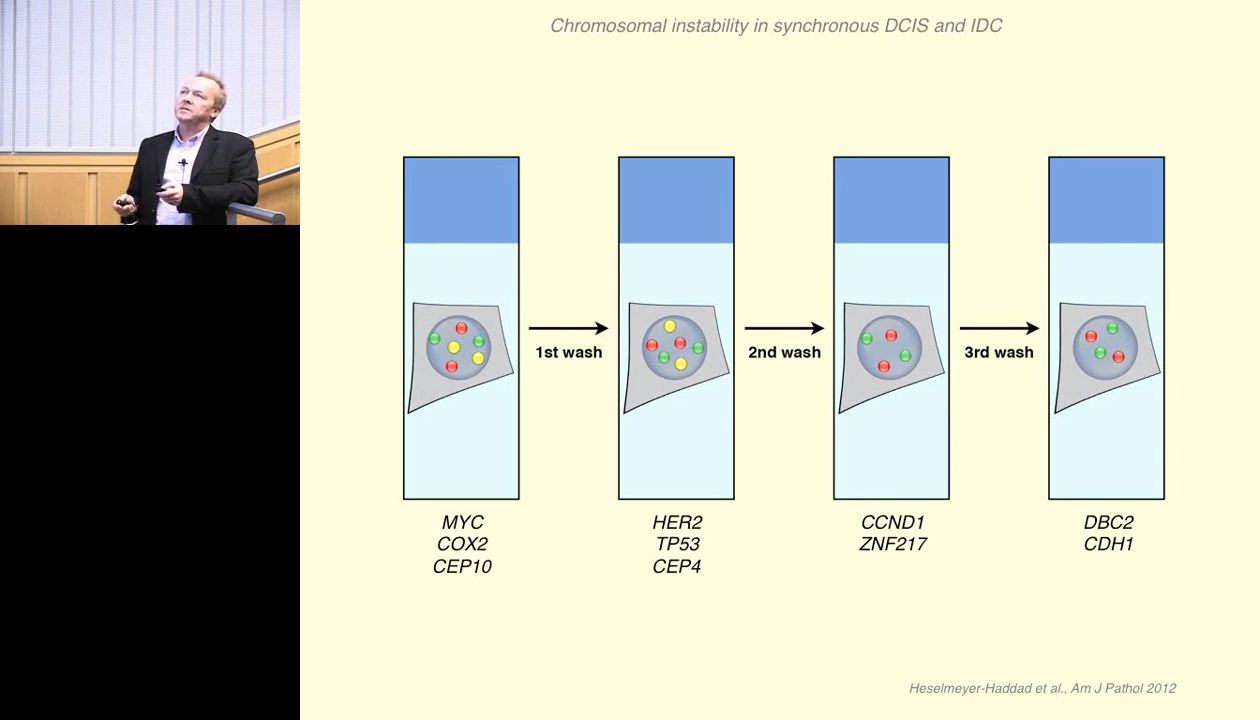 Chromosomal instability in synchronous DCIS and IDC
1st wash
2nd wash
3rd wash
MYC
COX2
CEP10
HER2
TP53
CEP4
CCND1
ZNF217
DBC2
CDH1
Heselmeyer-Haddad et al., Am J Pathol 2012